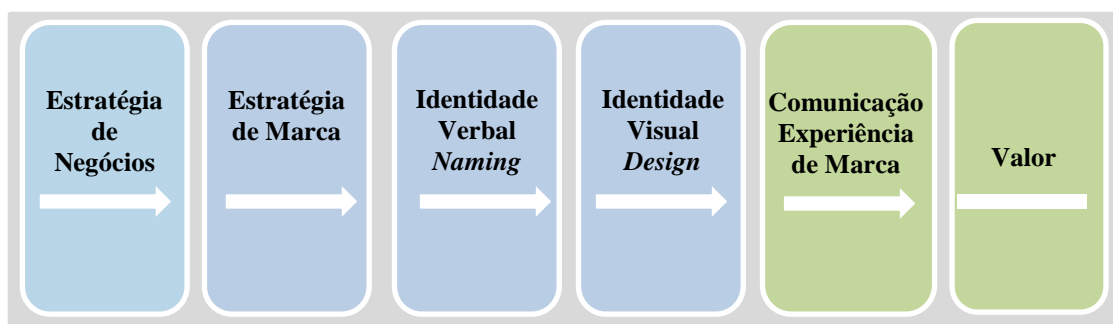 Estratégia
de
Negócios
Estratégia
de Marca
Identidade
Verbal
Naming
Identidade
Visual
Design
Comunicação
Experiência
de Marca
Valor